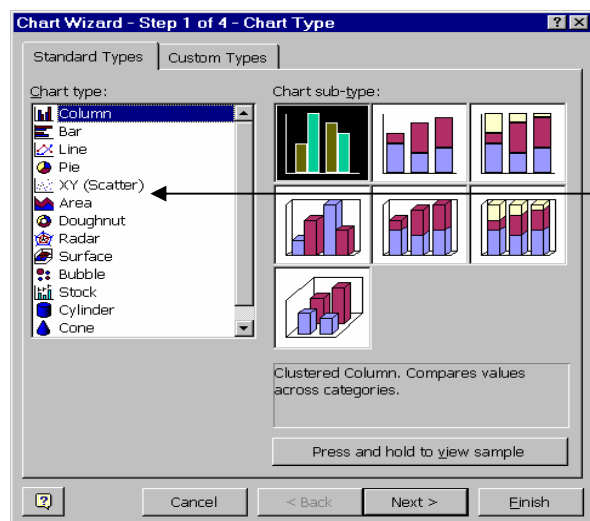 Chart Wizard - Step 1 of 4 - Chart Type
Standard Types
Custom Types
Chart type:
Column
Bar
Line
Pie
XY (Scatter)
Area
Doughnut
Radar
Surface
Bubble
Stock
Cylinder
Cone
Chart sub-type:
Clustered Column. Compares values
across categories.
Press and hold to view sample
Cancel
< Back
Next >
Finish